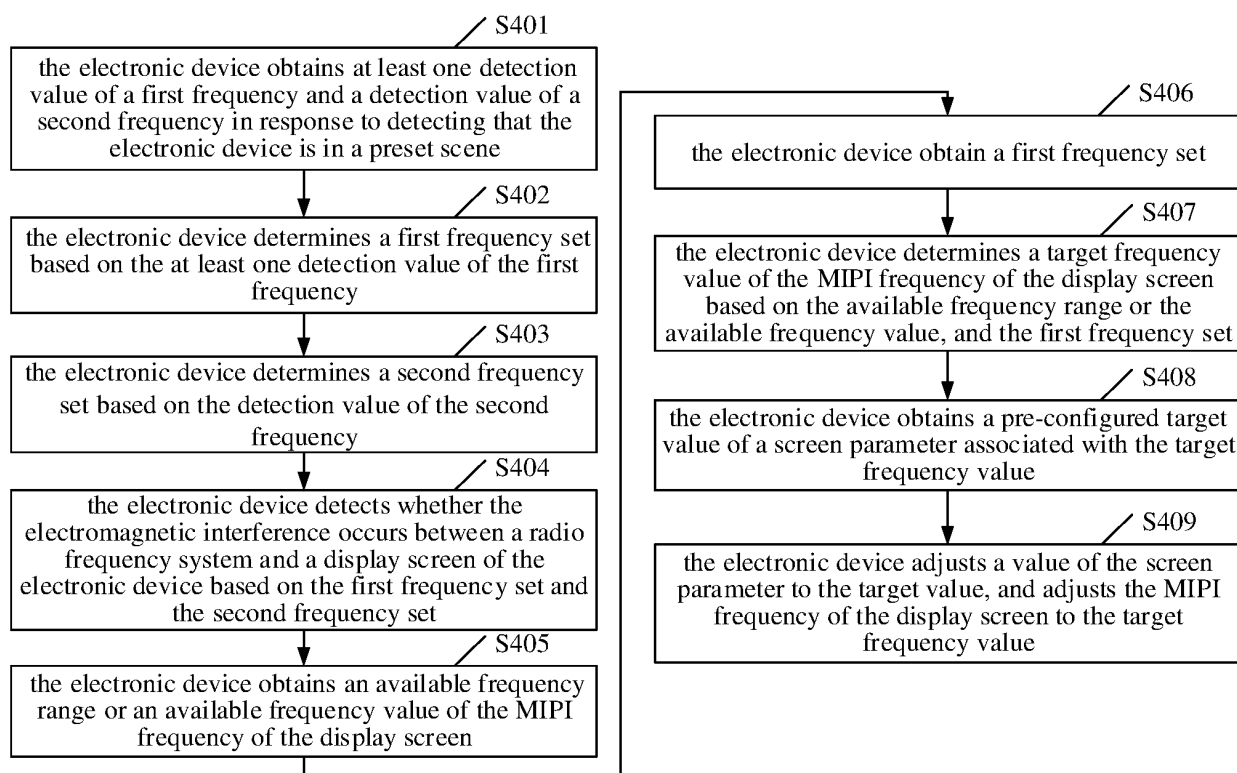 S401
the electronic device obtains at least one detection
value of a first frequency and a detection value of a
second frequency in response to detecting that the
electronic device is in a preset scene
S402
the electronic device determines a first frequency set
based on the at least one detection value of the first
frequency
S403
the electronic device determines a second frequency
set based on the detection value of the second
frequency
S404
the electronic device detects whether the
electromagnetic interference occurs between a radio
frequency system and a display screen of the
electronic device based on the first frequency set and
the second frequency set
S405
the electronic device obtains an available frequency
range or an available frequency value of the MIPI
frequency of the display screen
S406
the electronic device obtain a first frequency set
S407
the electronic device determines a target frequency
value of the MIPI frequency of the display screen
based on the available frequency range or the
available frequency value, and the first frequency set
S408
the electronic device obtains a pre-configured target
value of a screen parameter associated with the target
frequency value
S409
the electronic device adjusts a value of the screen
parameter to the target value, and adjusts the MIPI
frequency of the display screen to the target
frequency value